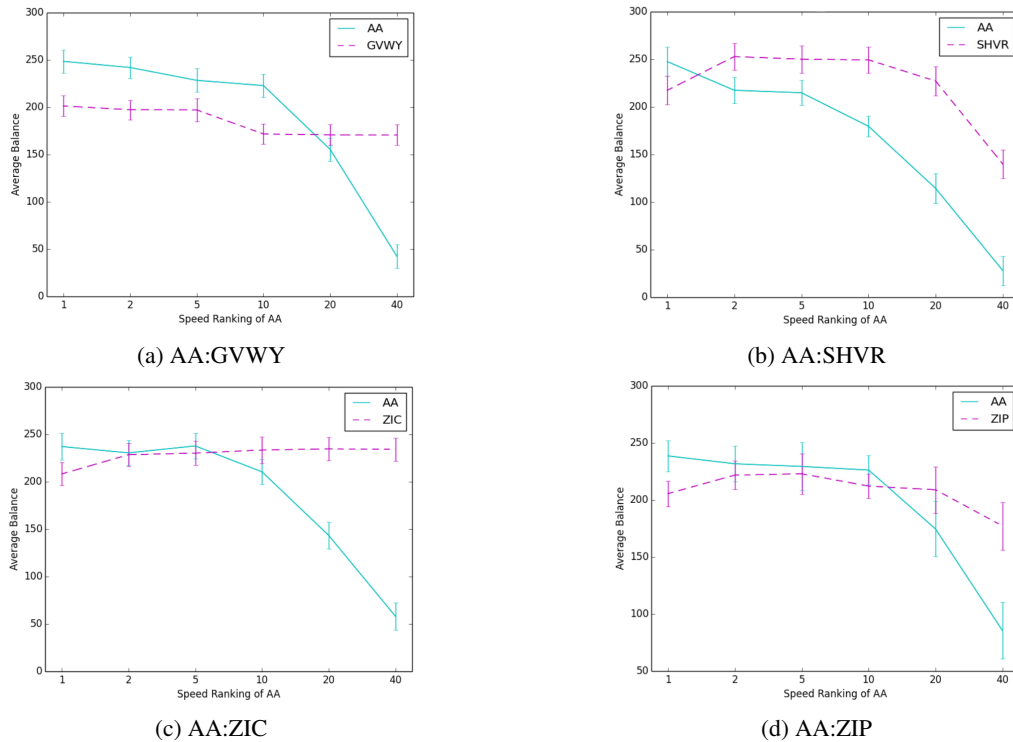 300
250
200
150
100
50
0
Average Balance
AA
GVWY
1 2 5 10 20 40
Speed Ranking of AA
(a) AA:GVWY
300
250
200
150
100
50
0
Average Balance
AA
SHVR
1 2 5 10 20 40
Speed Ranking of AA
(b) AA:SHVR
300
250
200
150
100
50
0
Average Balance
AA
ZIC
1 2 5 10 20 40
Speed Ranking of AA
(c) AA:ZIC
300
250
200
150
100
50
Average Balance
AA
ZIP
1 2 5 10 20 40
Speed Ranking of AA
(d) AA:ZIP